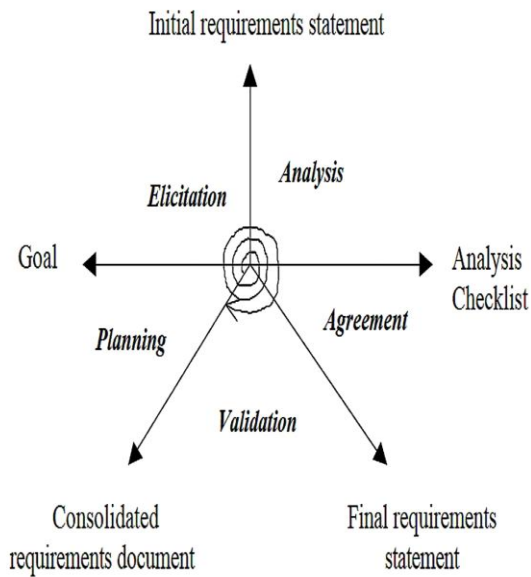 Initial requirements statement
Analysis
Elicitation
Goal
Analysis
Checklist
Agreement
Planning
Validation
Consolidated
requirements document
Final requirements
statement